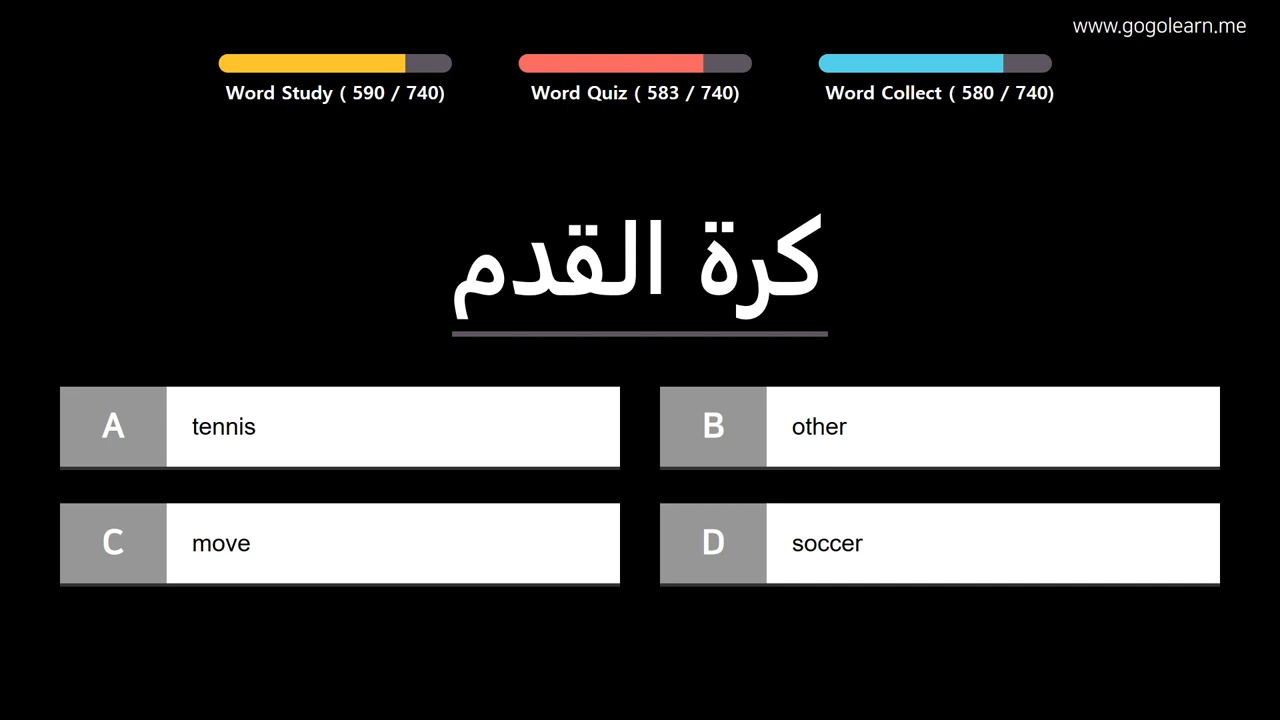 www.gogolearn.me
Word Study ( 590 / 740)
Word Quiz ( 583 / 740)
Word Collect ( 580 / 740)
كرة القدم
A tennis
B other
C move
D soccer